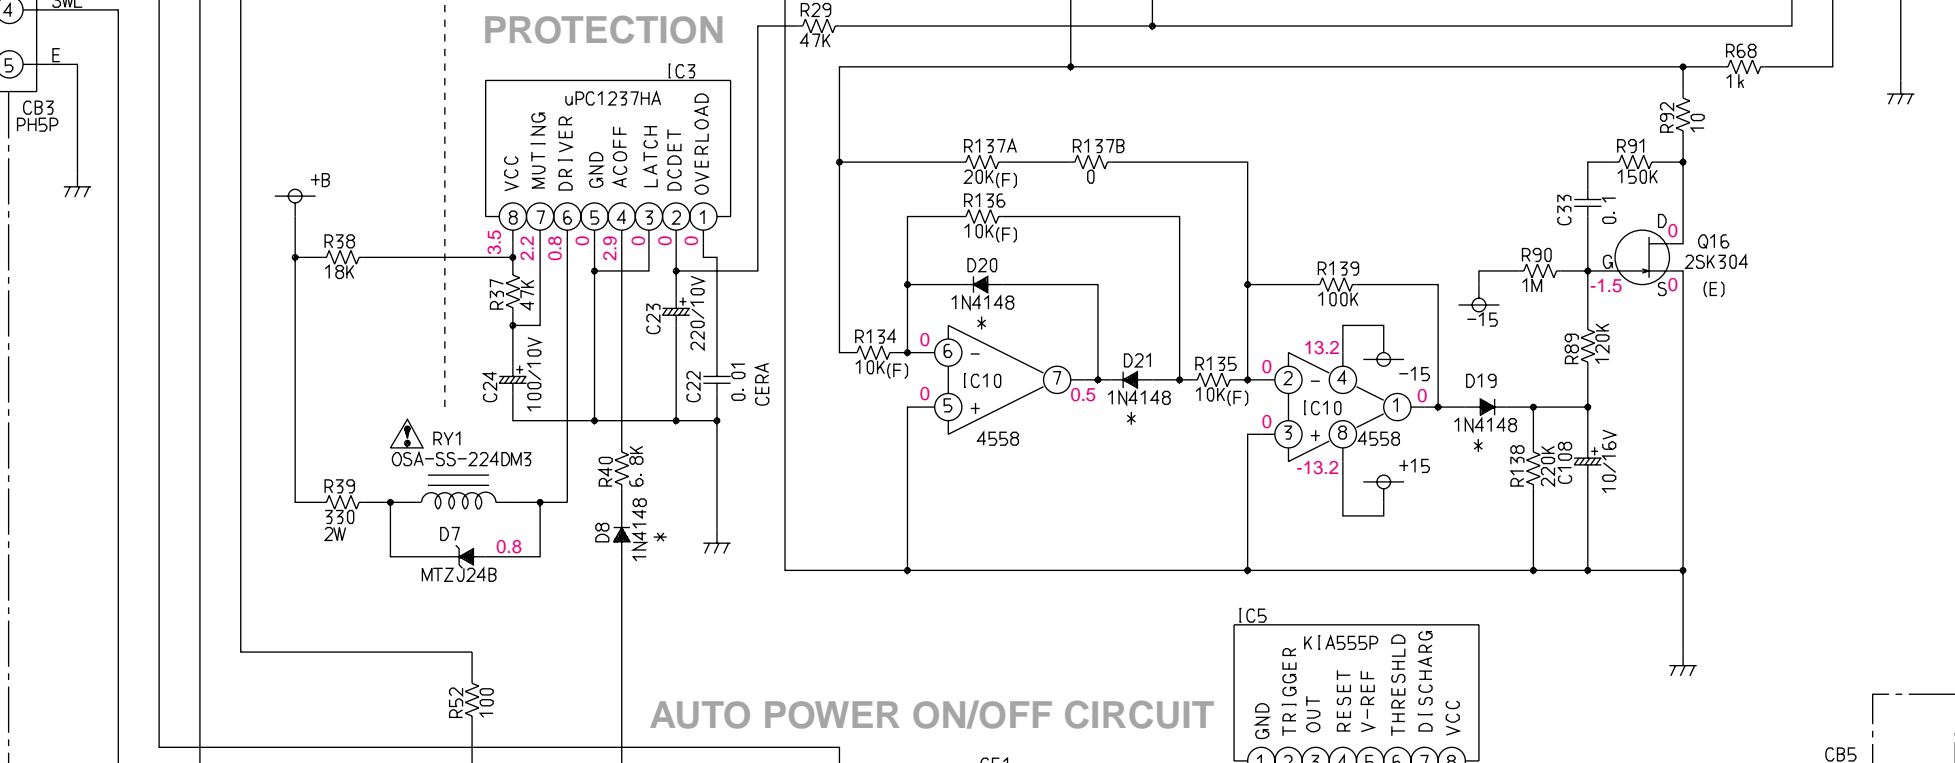 4
SWL
5
E
CB3
PH5P
PROTECTION
R29
47K
IC3
uPC1237HA
VCC
MUTING
DRIVER
GND
ACOFF
LATCH
DCDET
OVERLOAD
8
7
6
5
4
3
2
1
3.5
2.2
0.8
0
2.9
0
0
0
+B
R38
18K
R37
47K
C23
220/10V
+
C24
100/10V
+
C22
0.01
CERA
RY1
OSA-SS-224DM3
R39
330
2W
D7
0.8
MTZJ24B
R40
6.8K
D8
1N4148
*
R52
100
R68
1k
R92
10
R91
150K
C33
0.1
R137A
20K(F)
R137B
0
R136
10K(F)
D20
1N4148
*
R134
10K(F)
0
6
-
0
5
+
IC10
7
0.5
4558
D21
1N4148
*
R135
10K(F)
R139
100K
0
2
-
13.2
4
-15
0
3
+
IC10
8
4558
-13.2
+15
1
0
D19
1N4148
*
R138
220K
C108
10/16V
+
R90
1M
-15
R89
120K
G
-1.5
D
0
S
0
Q16
2SK304
(E)
AUTO POWER ON/OFF CIRCUIT
IC5
KIA555P
GND
TRIGGER
OUT
RESET
V-REF
THRESHLD
DISCHARG
VCC
1
2
3
4
5
6
7
8
CB5